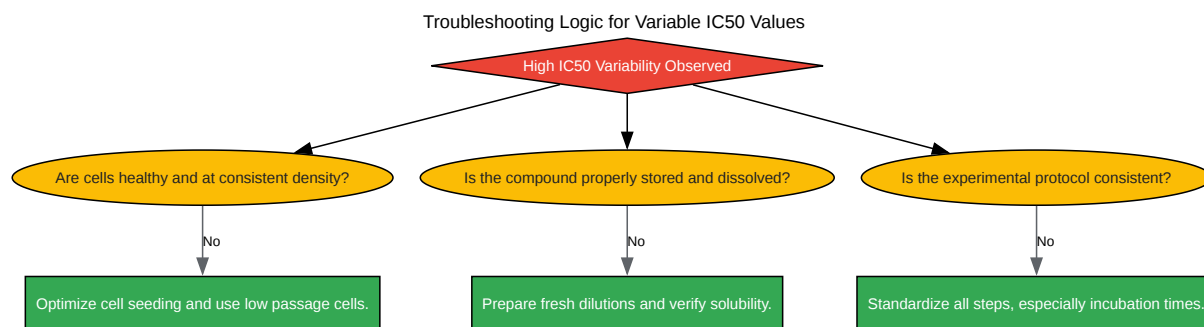 Troubleshooting Logic for Variable IC50 Values
High IC50 Variability Observed
Are cells healthy and at consistent density?
Is the compound properly stored and dissolved?
Is the experimental protocol consistent?
No
No
No
Optimize cell seeding and use low passage cells.
Prepare fresh dilutions and verify solubility.
Standardize all steps, especially incubation times.